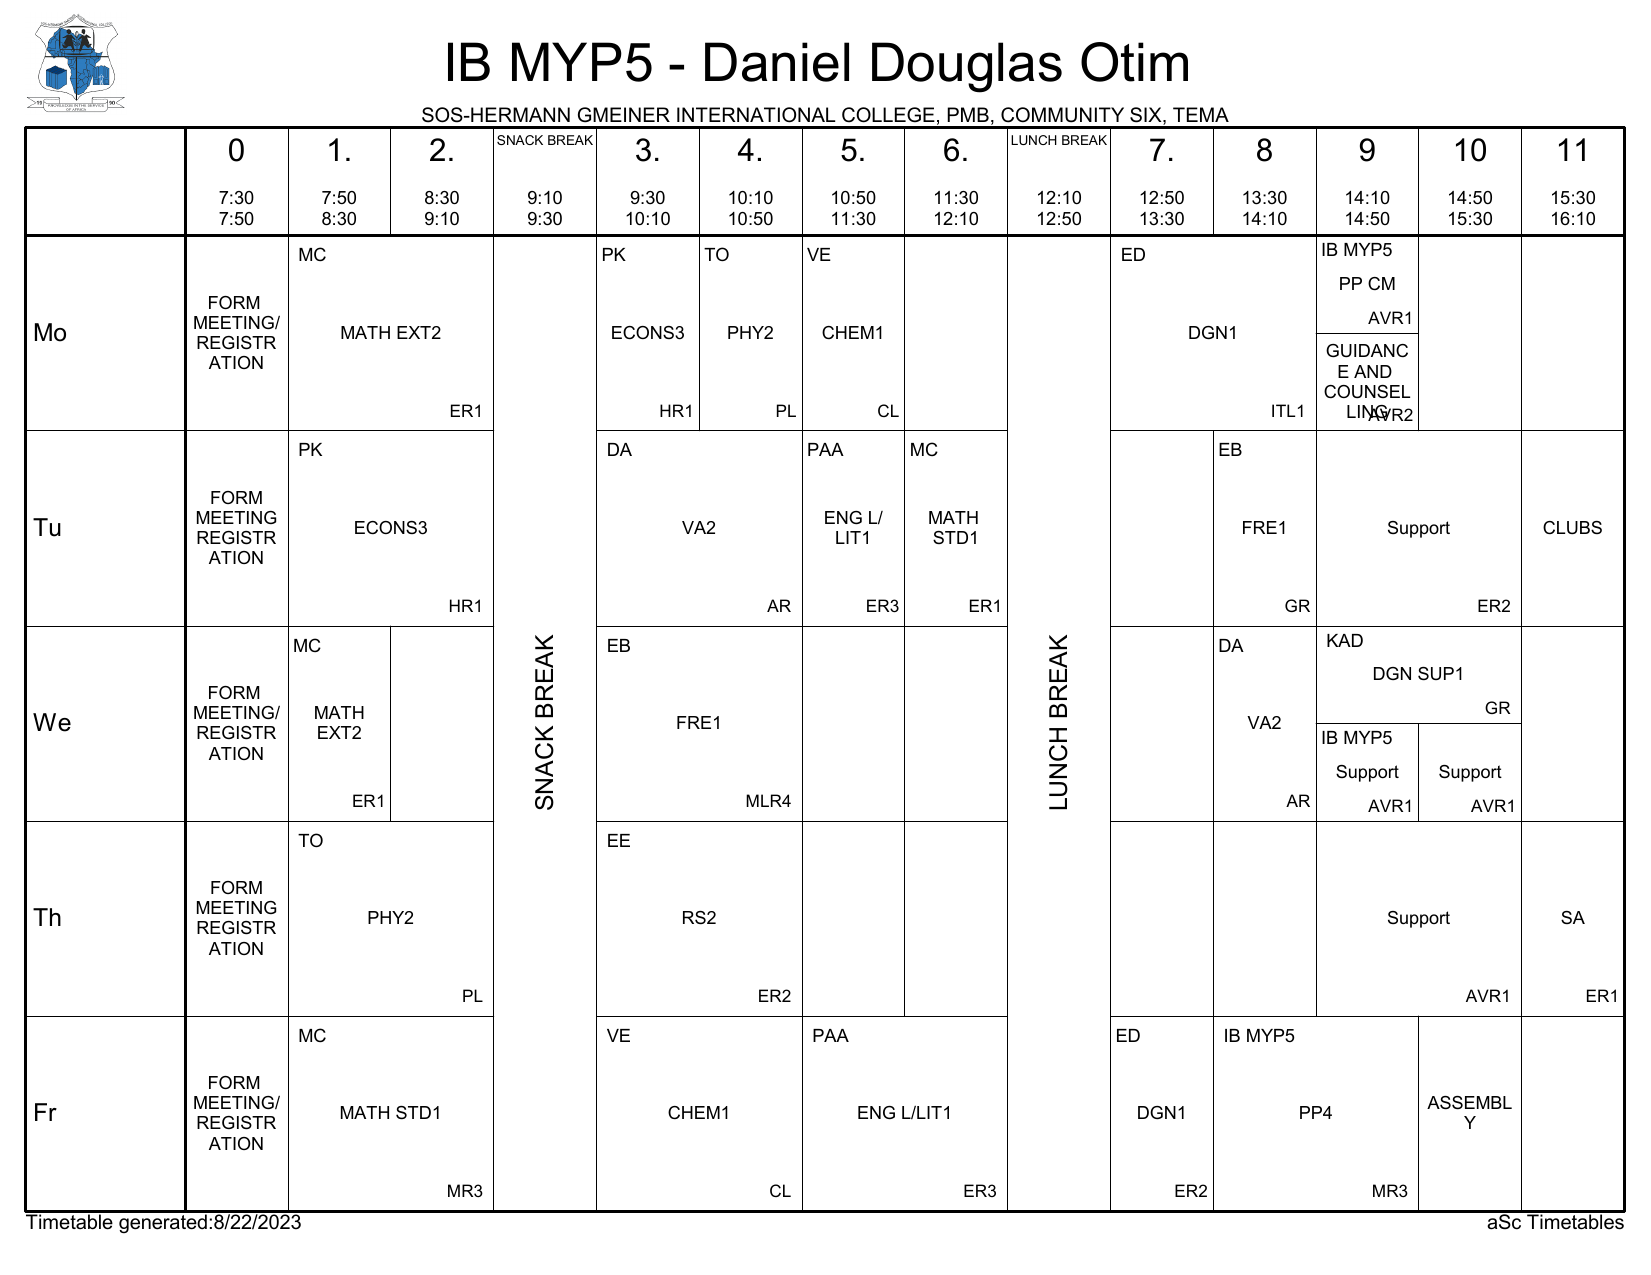 IB MYP5 - Daniel Douglas Otim
SOS-HERMANN GMEINER INTERNATIONAL COLLEGE, PMB, COMMUNITY SIX, TEMA
0 1. 2. SNACK BREAK 3. 4. 5. 6. LUNCH BREAK 7. 8 9 10 11
7:30 7:50 8:30 9:10 9:30 10:10 10:50 11:30 12:10 12:50 13:30 14:10 14:50 15:30
7:50 8:30 9:10 9:30 10:10 10:50 11:30 12:10 12:50 13:30 14:10 14:50 15:30 16:10
Mo
FORM
MEETING/
REGISTR
ATION
MC
MATH EXT2
ER1
PK
ECONS3
HR1
TO
PHY2
PL
VE
CHEM1
CL
ED
DGN1
ITL1
IB MYP5
PP CM
AVR1
GUIDANC
E AND
COUNSEL
LING
AVR2
Tu
FORM
MEETING
REGISTR
ATION
PK
ECONS3
HR1
DA
VA2
AR
PAA
ENG L/
LIT1
ER3
MC
MATH
STD1
ER1
EB
FRE1
GR
Support
ER2
CLUBS
SNACK BREAK
LUNCH BREAK
We
FORM
MEETING/
REGISTR
ATION
MC
MATH
EXT2
ER1
EB
FRE1
MLR4
DA
VA2
AR
KAD
DGN SUP1
GR
IB MYP5
Support
AVR1
Support
AVR1
Th
FORM
MEETING
REGISTR
ATION
TO
PHY2
PL
EE
RS2
ER2
Support
AVR1
SA
ER1
Fr
FORM
MEETING/
REGISTR
ATION
MC
MATH STD1
MR3
VE
CHEM1
CL
PAA
ENG L/LIT1
ER3
ED
DGN1
ER2
IB MYP5
PP4
MR3
ASSEMBL
Y
Timetable generated:8/22/2023
aSc Timetables